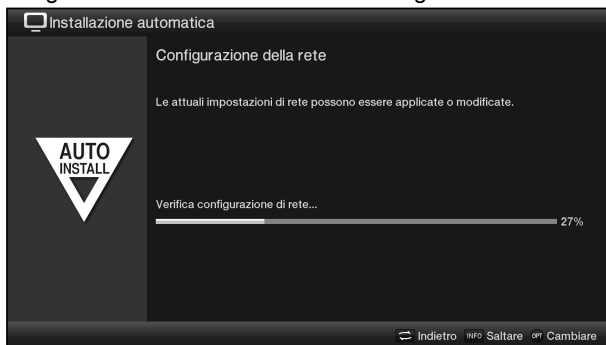 Installazione automatica
Configurazione della rete
Le attuali impostazioni di rete possono essere applicate o modificate.
AUTO
INSTALL
Verifica configurazione di rete...
27%
Indietro INFO Saltare OPT Cambiare